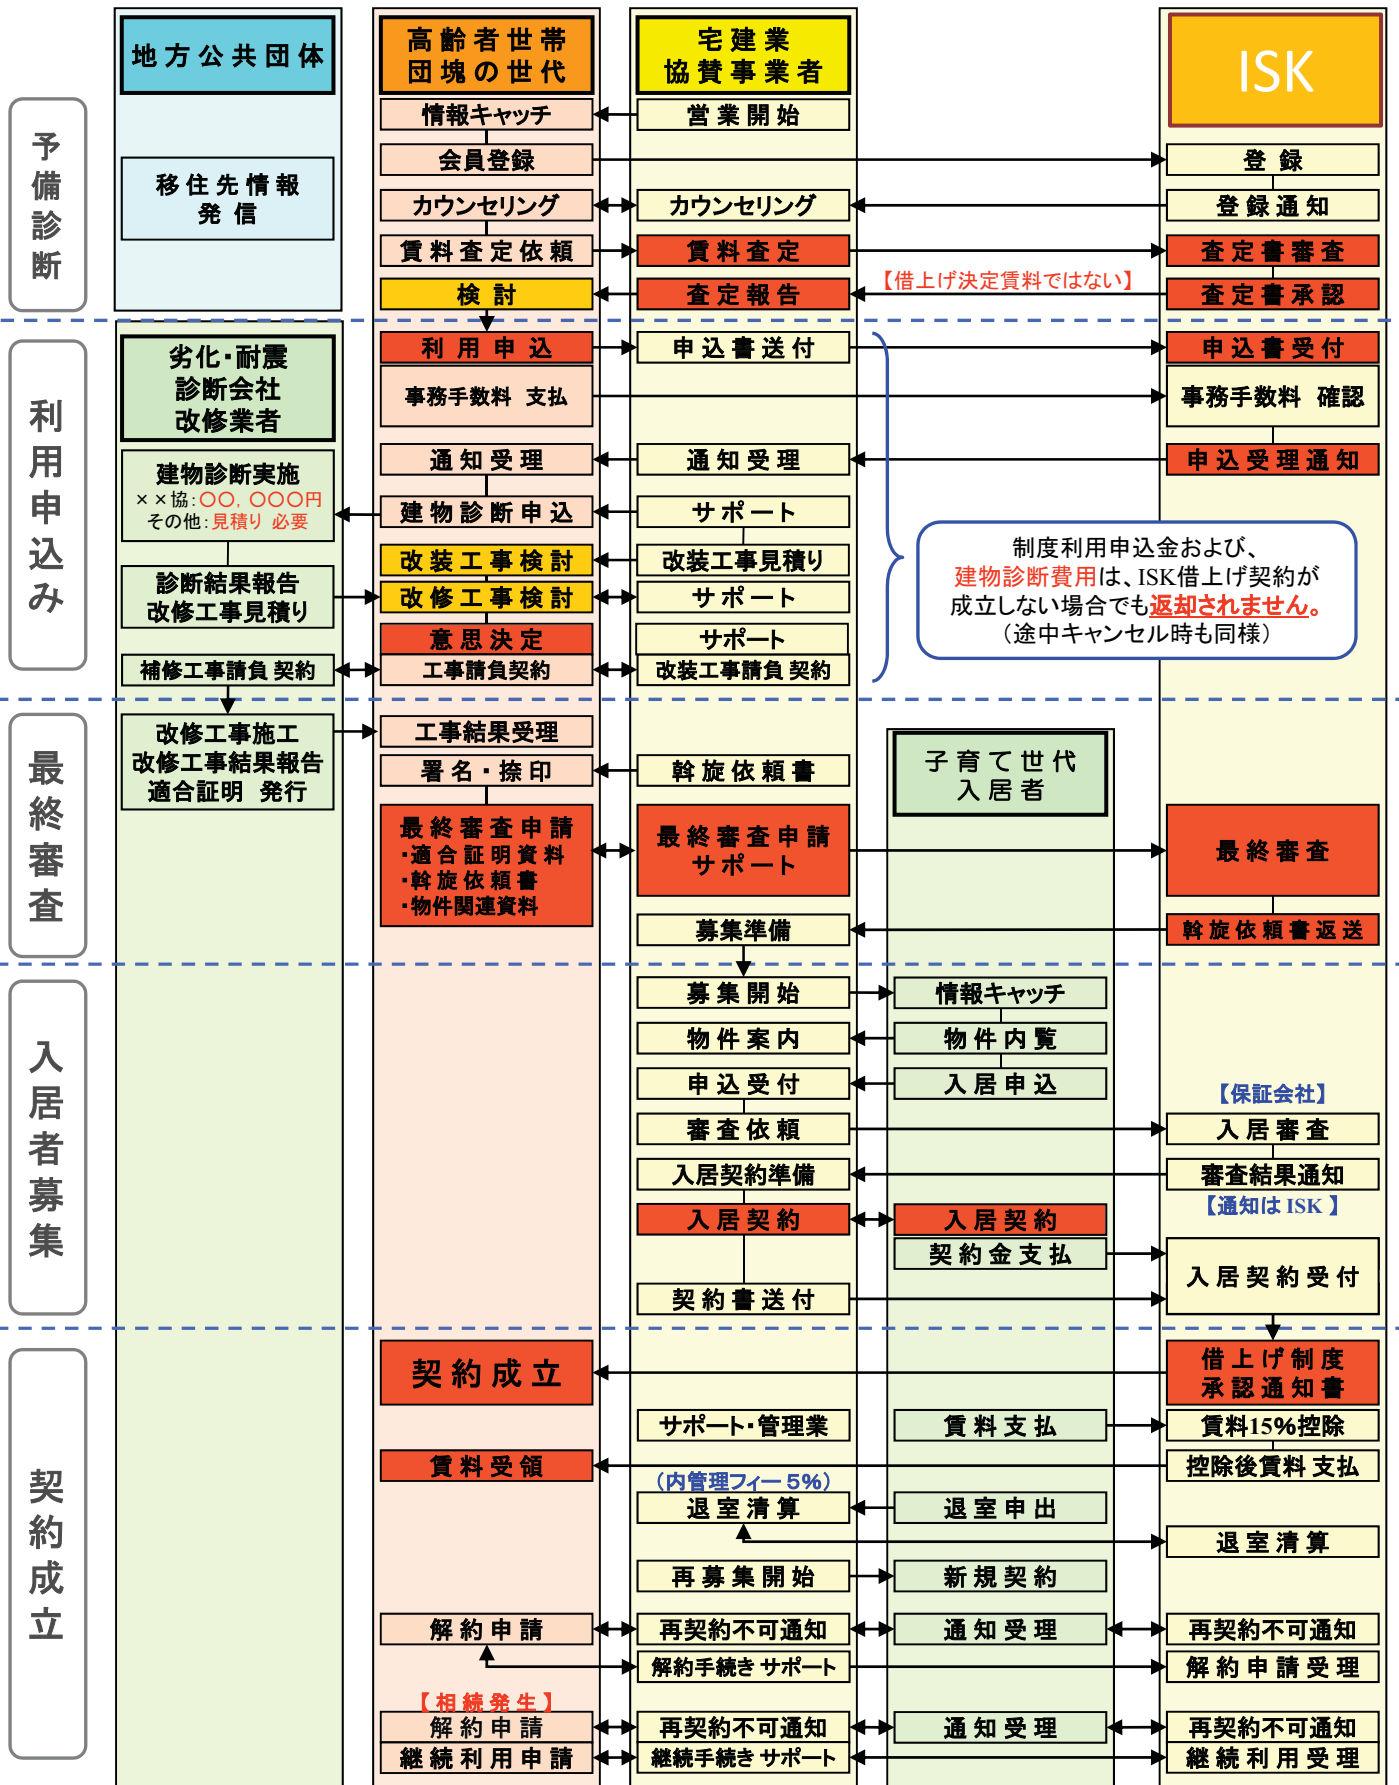 地方公共団体
高齢者世帯
団塊の世代
宅建業
協賛事業者
ISK
予備診断
情報キャッチ
営業開始
会員登録
登録
移住先情報
発信
カウンセリング
カウンセリング
登録通知
賃料査定依頼
賃料査定
査定書審査
【借上げ決定賃料ではない】
検討
査定報告
査定書承認
利用申込み
劣化・耐震
診断会社
改修業者
利用申込
申込書送付
申込書受付
事務手数料 支払
事務手数料 確認
通知受理
通知受理
申込受理通知
建物診断実施
××協:〇〇,〇〇〇円
その他:見積り 必要
建物診断申込
サポート
改装工事検討
改装工事見積り
制度利用申込金および、
建物診断費用は、ISK借上げ契約が
成立しない場合でも返却されません。
(途中キャンセル時も同様)
診断結果報告
改修工事見積り
改修工事検討
サポート
意思決定
サポート
補修工事請負 契約
工事請負契約
改装工事請負 契約
最終審査
改修工事施工
改修工事結果報告
適合証明 発行
工事結果受理
署名・捺印
斡旋依頼書
子育て世代
入居者
最終審査申請
・適合証明資料
・斡旋依頼書
・物件関連資料
最終審査申請
サポート
最終審査
募集準備
斡旋依頼書返送
入居者募集
募集開始
情報キャッチ
物件案内
物件内覧
申込受付
入居申込
【保証会社】
審査依頼
入居審査
入居契約準備
審査結果通知
【通知は ISK 】
入居契約
入居契約
契約金支払
入居契約受付
契約書送付
契約成立
契約成立
借上げ制度
承認通知書
サポート・管理業
賃料支払
賃料15%控除
賃料受領
控除後賃料 支払
(内管理フィー 5%)
退室清算
退室申出
退室清算
再募集開始
新規契約
解約申請
再契約不可通知
通知受理
再契約不可通知
解約手続き サポート
解約申請受理
【相続発生】
解約申請
再契約不可通知
通知受理
再契約不可通知
継続利用申請
継続手続き サポート
継続利用受理